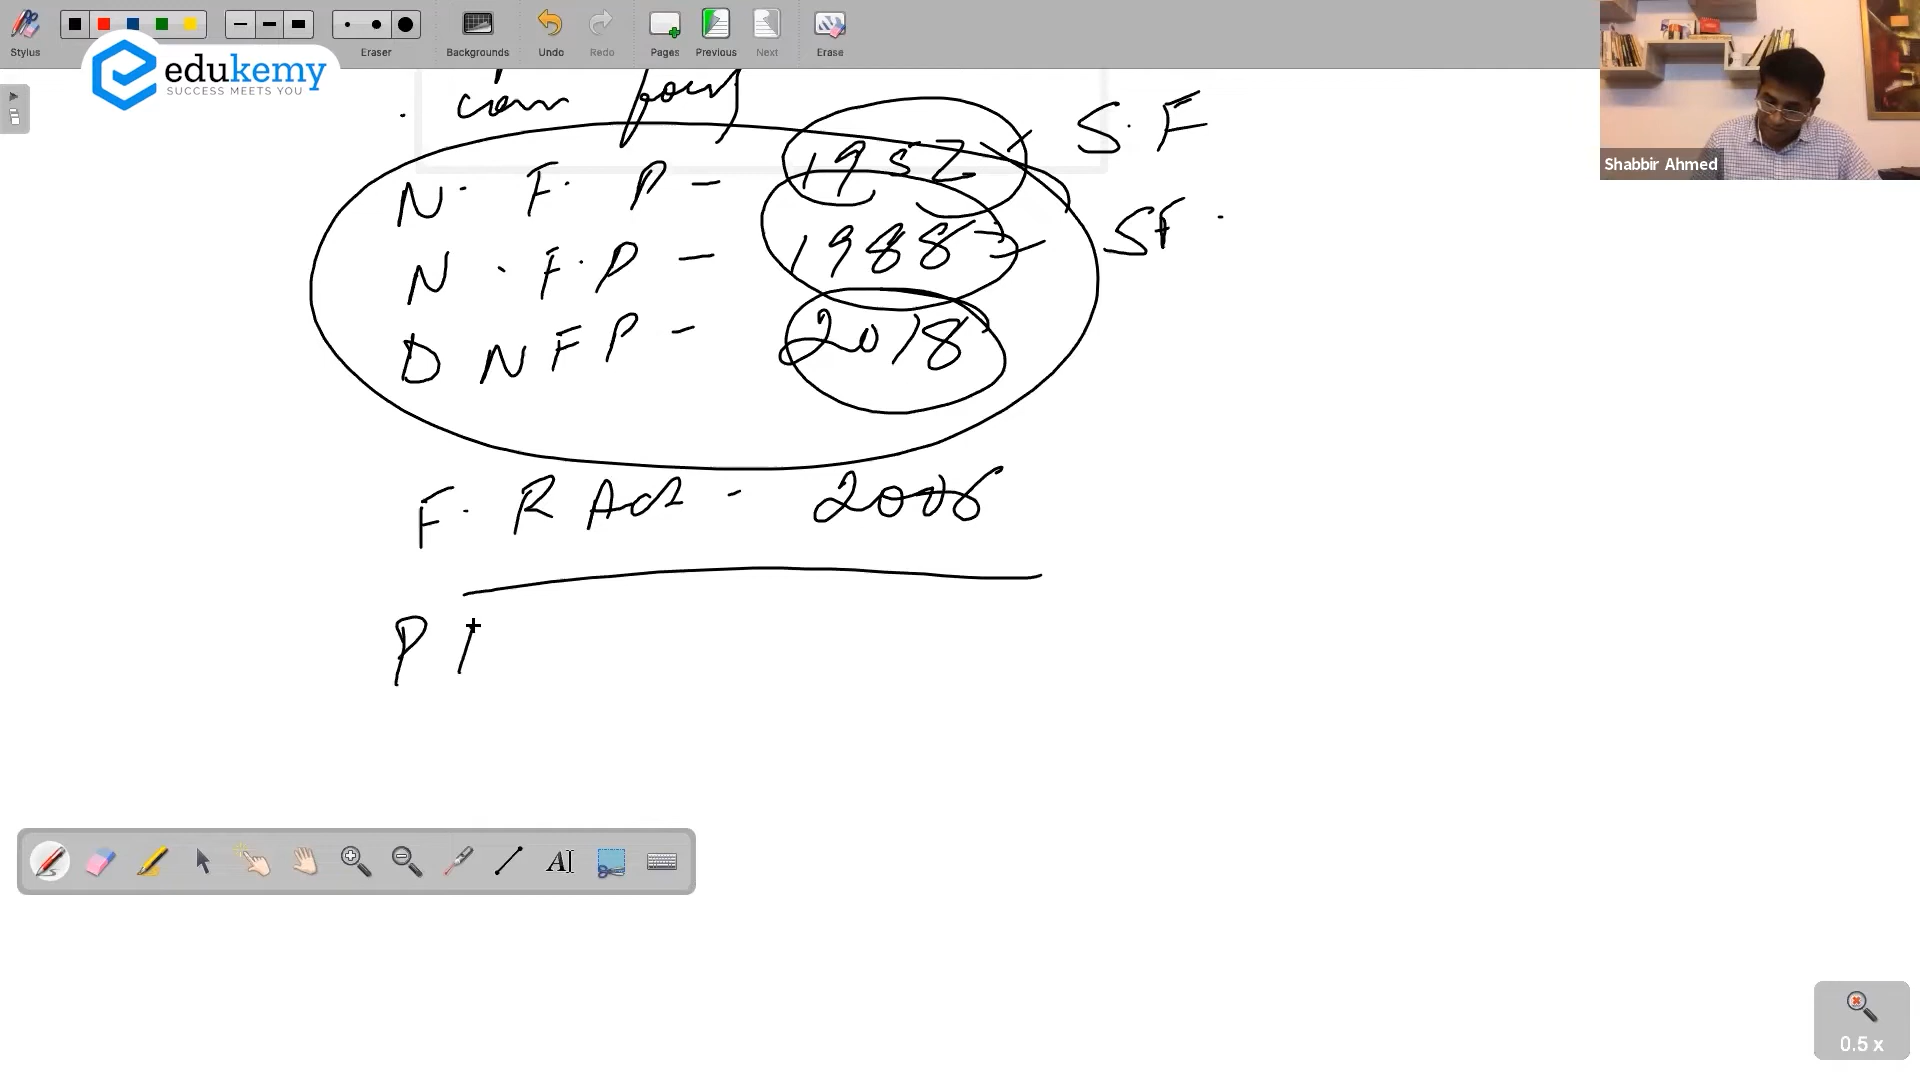 Stylus
Eraser
Backgrounds
Undo
Redo
Pages
Previous
Next
Erase
edukemy
SUCCESS MEETS YOU
Shabbir Ahmed
N. F. P - 1952 S. F
N. F. P - 1988 - SF.
D N F P - 2018
F. R Act - 2006
P
AI
0.5 x